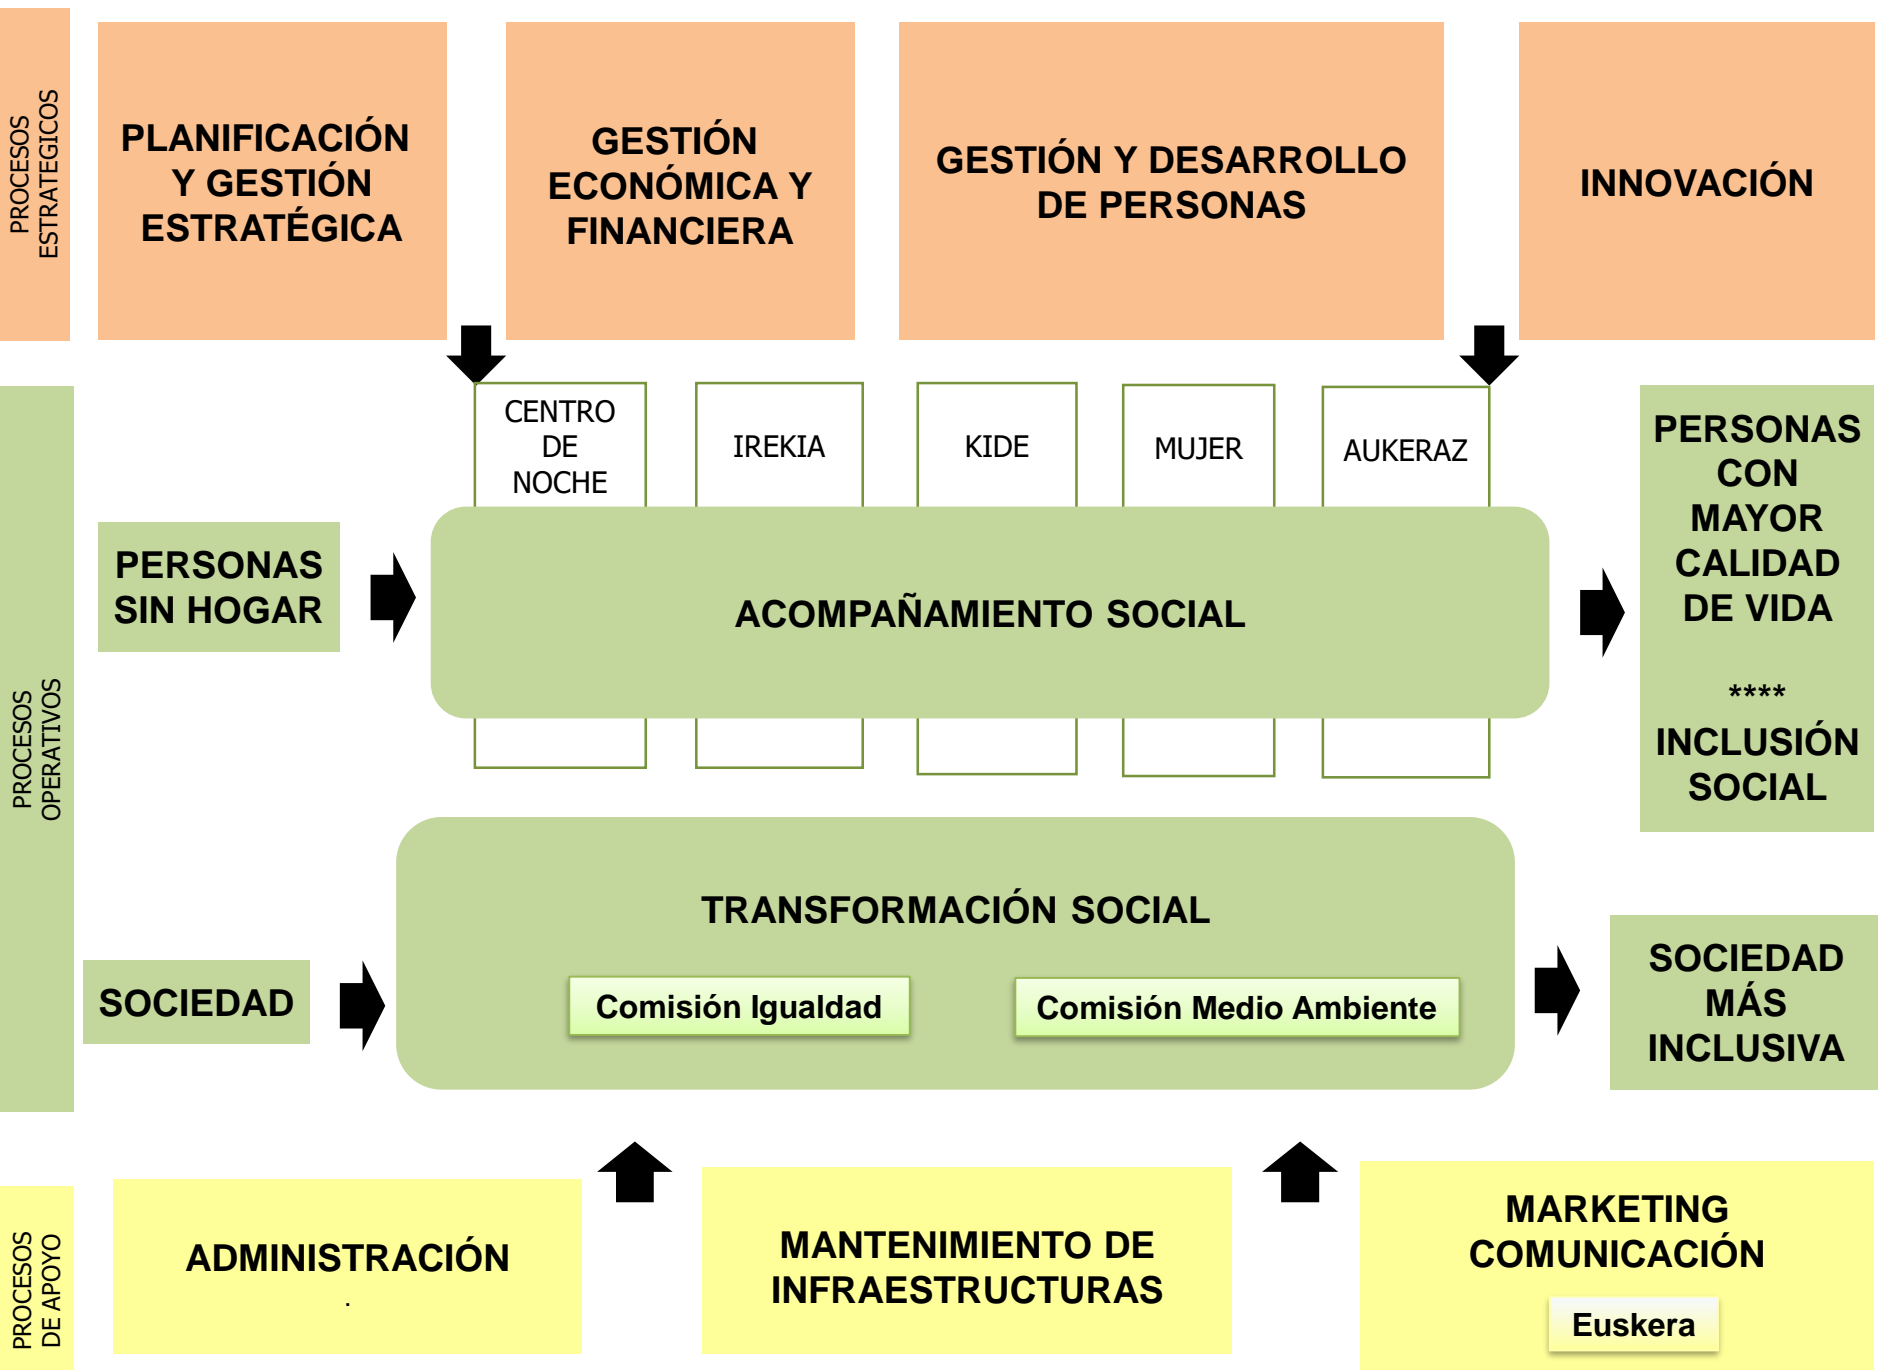 PROCESOS
ESTRATEGICOS
PLANIFICACIÓN
Y GESTIÓN
ESTRATÉGICA
GESTIÓN
ECONÓMICA Y
FINANCIERA
GESTIÓN Y DESARROLLO
DE PERSONAS
INNOVACIÓN
PROCESOS
OPERATIVOS
CENTRO
DE
NOCHE
IREKIA
KIDE
MUJER
AUKERAZ
PERSONAS
SIN HOGAR
ACOMPAÑAMIENTO SOCIAL
PERSONAS
CON
MAYOR
CALIDAD
DE VIDA
****
INCLUSIÓN
SOCIAL
SOCIEDAD
TRANSFORMACIÓN SOCIAL
Comisión Igualdad
Comisión Medio Ambiente
SOCIEDAD
MÁS
INCLUSIVA
PROCESOS
DE APOYO
ADMINISTRACIÓN
.
MANTENIMIENTO DE
INFRAESTRUCTURAS
MARKETING
COMUNICACIÓN
Euskera